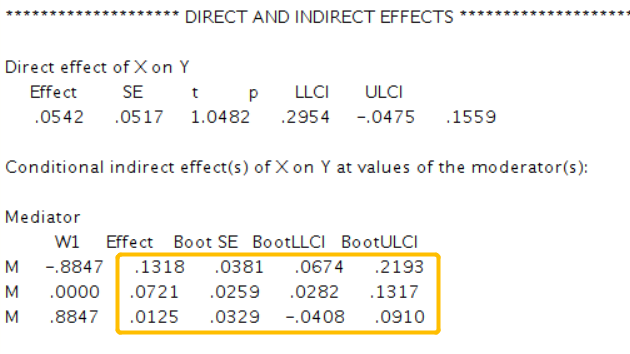 ******************** DIRECT AND INDIRECT EFFECTS ********************
Direct effect of X on Y
Effect SE t p LLCI ULCI
.0542 .0517 1.0482 .2954 -.0475 .1559
Conditional indirect effect(s) of X on Y at values of the moderator(s):
Mediator
W1 Effect Boot SE BootLLCI BootULCI
M -.8847 .1318 .0381 .0674 .2193
M .0000 .0721 .0259 .0282 .1317
M .8847 .0125 .0329 -.0408 .0910